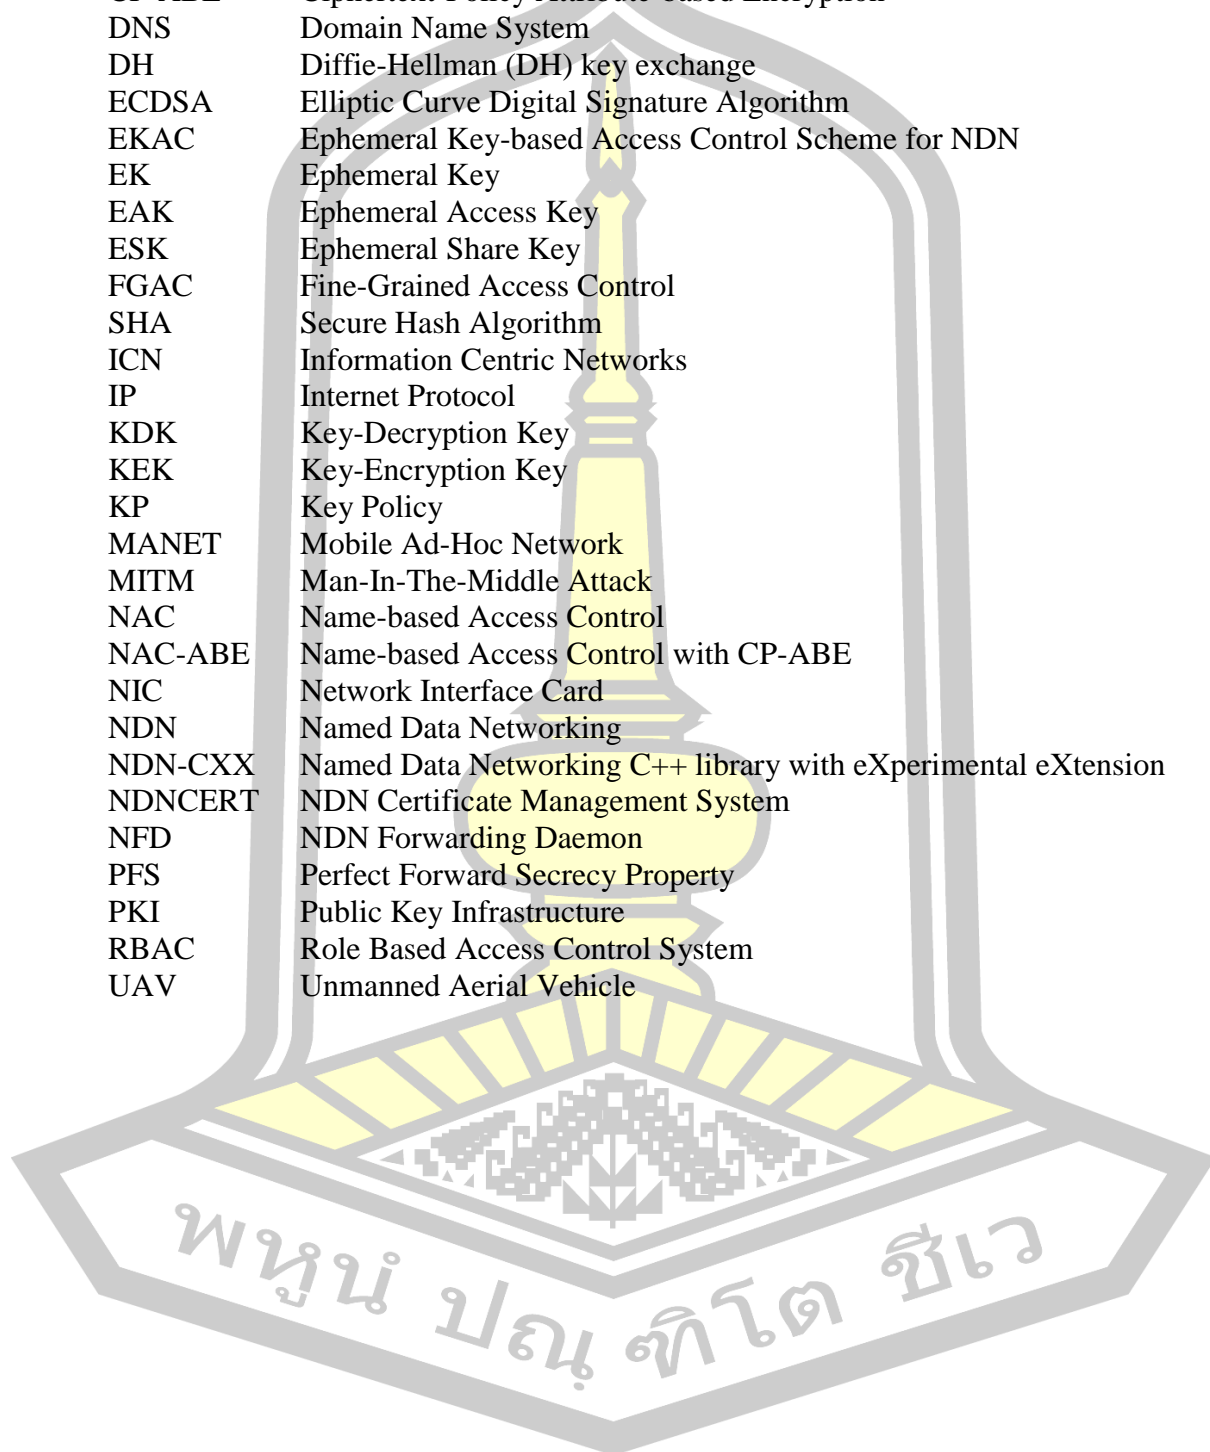 DNS Domain Name System
DH Diffie-Hellman (DH) key exchange
ECDSA Elliptic Curve Digital Signature Algorithm
EKAC Ephemeral Key-based Access Control Scheme for NDN
EK Ephemeral Key
EAK Ephemeral Access Key
ESK Ephemeral Share Key
FGAC Fine-Grained Access Control
SHA Secure Hash Algorithm
ICN Information Centric Networks
IP Internet Protocol
KDK Key-Decryption Key
KEK Key-Encryption Key
KP Key Policy
MANET Mobile Ad-Hoc Network
MITM Man-In-The-Middle Attack
NAC Name-based Access Control
NAC-ABE Name-based Access Control with CP-ABE
NIC Network Interface Card
NDN Named Data Networking
NDN-CXX Named Data Networking C++ library with eXperimental eXtension
NDNCERT NDN Certificate Management System
NFD NDN Forwarding Daemon
PFS Perfect Forward Secrecy Property
PKI Public Key Infrastructure
RBAC Role Based Access Control System
UAV Unmanned Aerial Vehicle
พหูนํ ปณฺฑิโต ชีเว